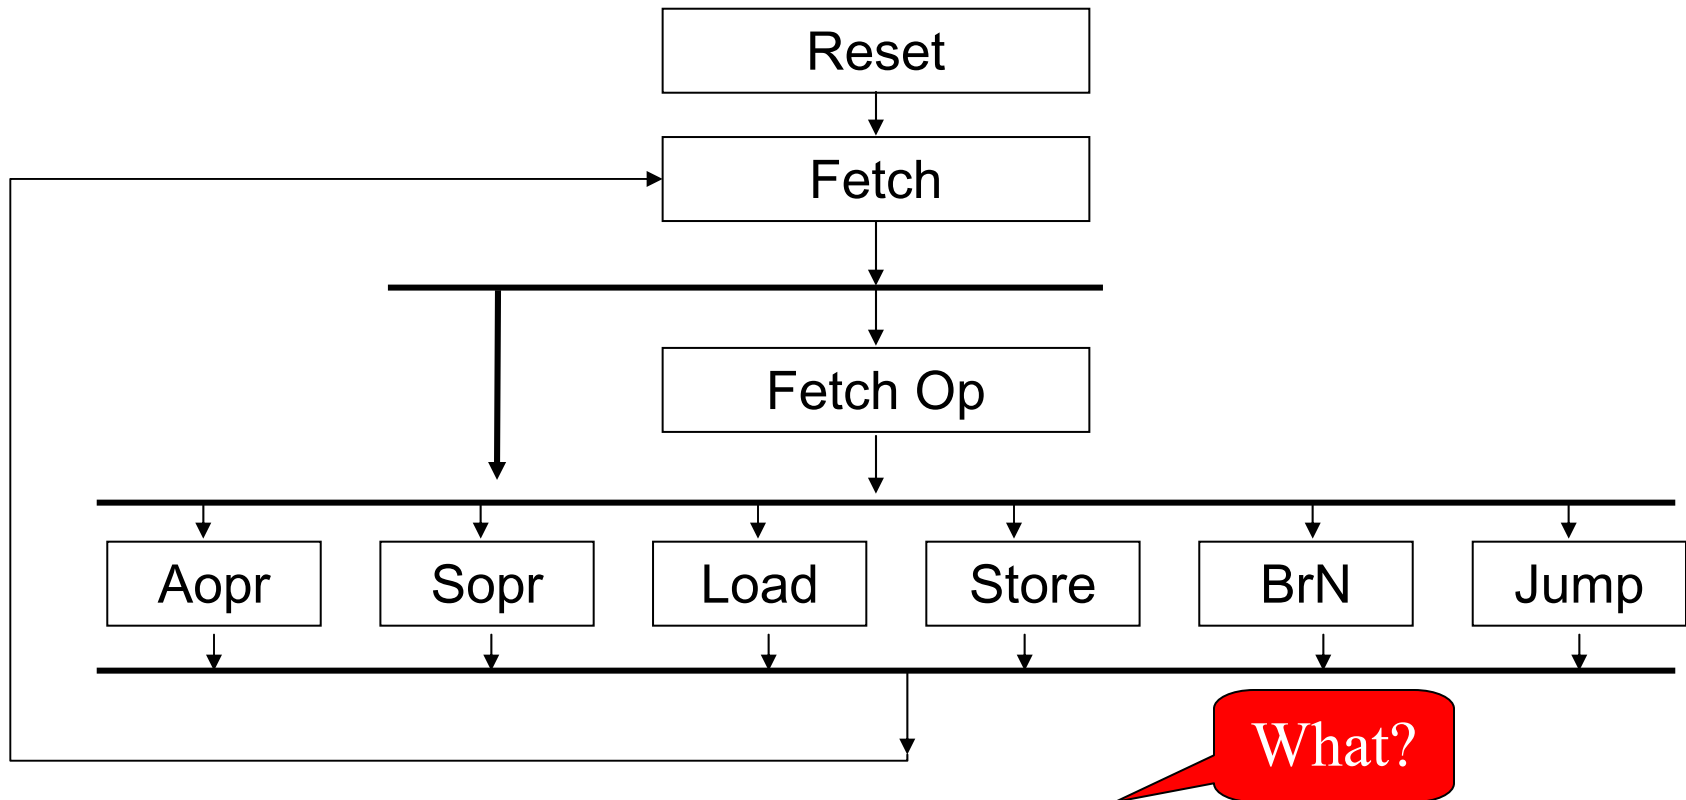 Reset
Fetch
Fetch Op
Aopr
Sopr
Load
Store
BrN
Jump
What?